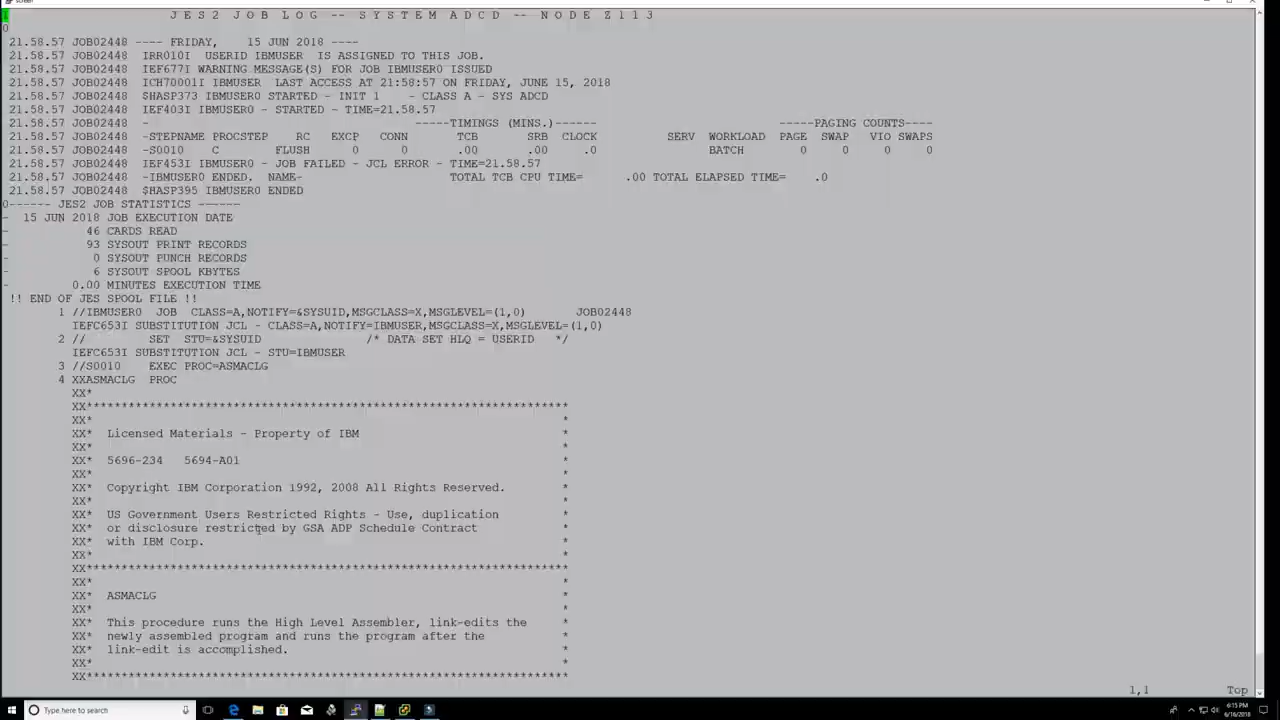 1 J E S 2 J O B L O G -- S Y S T E M A D C D -- N O D E Z 1 1 3
0
21.58.57 JOB02448 ---- FRIDAY, 15 JUN 2018 ----
21.58.57 JOB02448 IRR010I USERID IBMUSER IS ASSIGNED TO THIS JOB.
21.58.57 JOB02448 IEF677I WARNING MESSAGE(S) FOR JOB IBMUSER0 ISSUED
21.58.57 JOB02448 ICH70001I IBMUSER LAST ACCESS AT 21:58:57 ON FRIDAY, JUNE 15, 2018
21.58.57 JOB02448 $HASP373 IBMUSER0 STARTED - INIT 1 - CLASS A - SYS ADCD
21.58.57 JOB02448 IEF403I IBMUSER0 - STARTED - TIME=21.58.57
21.58.57 JOB02448 - -----TIMINGS (MINS.)------ -----PAGING COUNTS----
21.58.57 JOB02448 -STEPNAME PROCSTEP RC EXCP CONN TCB SRB CLOCK SERV WORKLOAD PAGE SWAP VIO SWAPS
21.58.57 JOB02448 -S0010 C FLUSH 0 0 .00 .00 .0 BATCH 0 0 0 0
21.58.57 JOB02448 IEF453I IBMUSER0 - JOB FAILED - JCL ERROR - TIME=21.58.57
21.58.57 JOB02448 -IBMUSER0 ENDED. NAME- TOTAL TCB CPU TIME= .00 TOTAL ELAPSED TIME= .0
21.58.57 JOB02448 $HASP395 IBMUSER0 ENDED
0------ JES2 JOB STATISTICS ------
- 15 JUN 2018 JOB EXECUTION DATE
- 46 CARDS READ
- 93 SYSOUT PRINT RECORDS
- 0 SYSOUT PUNCH RECORDS
- 6 SYSOUT SPOOL KBYTES
- 0.00 MINUTES EXECUTION TIME
!! END OF JES SPOOL FILE !!
1 //IBMUSER0 JOB CLASS=A,NOTIFY=&SYSUID,MSGCLASS=X,MSGLEVEL=(1,0) JOB02448
IEFC653I SUBSTITUTION JCL - CLASS=A,NOTIFY=IBMUSER,MSGCLASS=X,MSGLEVEL=(1,0)
2 // SET STU=&SYSUID /* DATA SET HLQ = USERID */
IEFC653I SUBSTITUTION JCL - STU=IBMUSER
3 //S0010 EXEC PROC=ASMACLG
4 XXASMACLG PROC
XX*
XX********************************************************************
XX* *
XX* Licensed Materials - Property of IBM *
XX* *
XX* 5696-234 5694-A01 *
XX* *
XX* Copyright IBM Corporation 1992, 2008 All Rights Reserved. *
XX* *
XX* US Government Users Restricted Rights - Use, duplication *
XX* or disclosure restricted by GSA ADP Schedule Contract *
XX* with IBM Corp. *
XX* *
XX********************************************************************
XX* *
XX* ASMACLG *
XX* *
XX* This procedure runs the High Level Assembler, link-edits the *
XX* newly assembled program and runs the program after the *
XX* link-edit is accomplished. *
XX* *
XX********************************************************************
1,1 Top
Type here to search
6:15 PM
6/16/2018